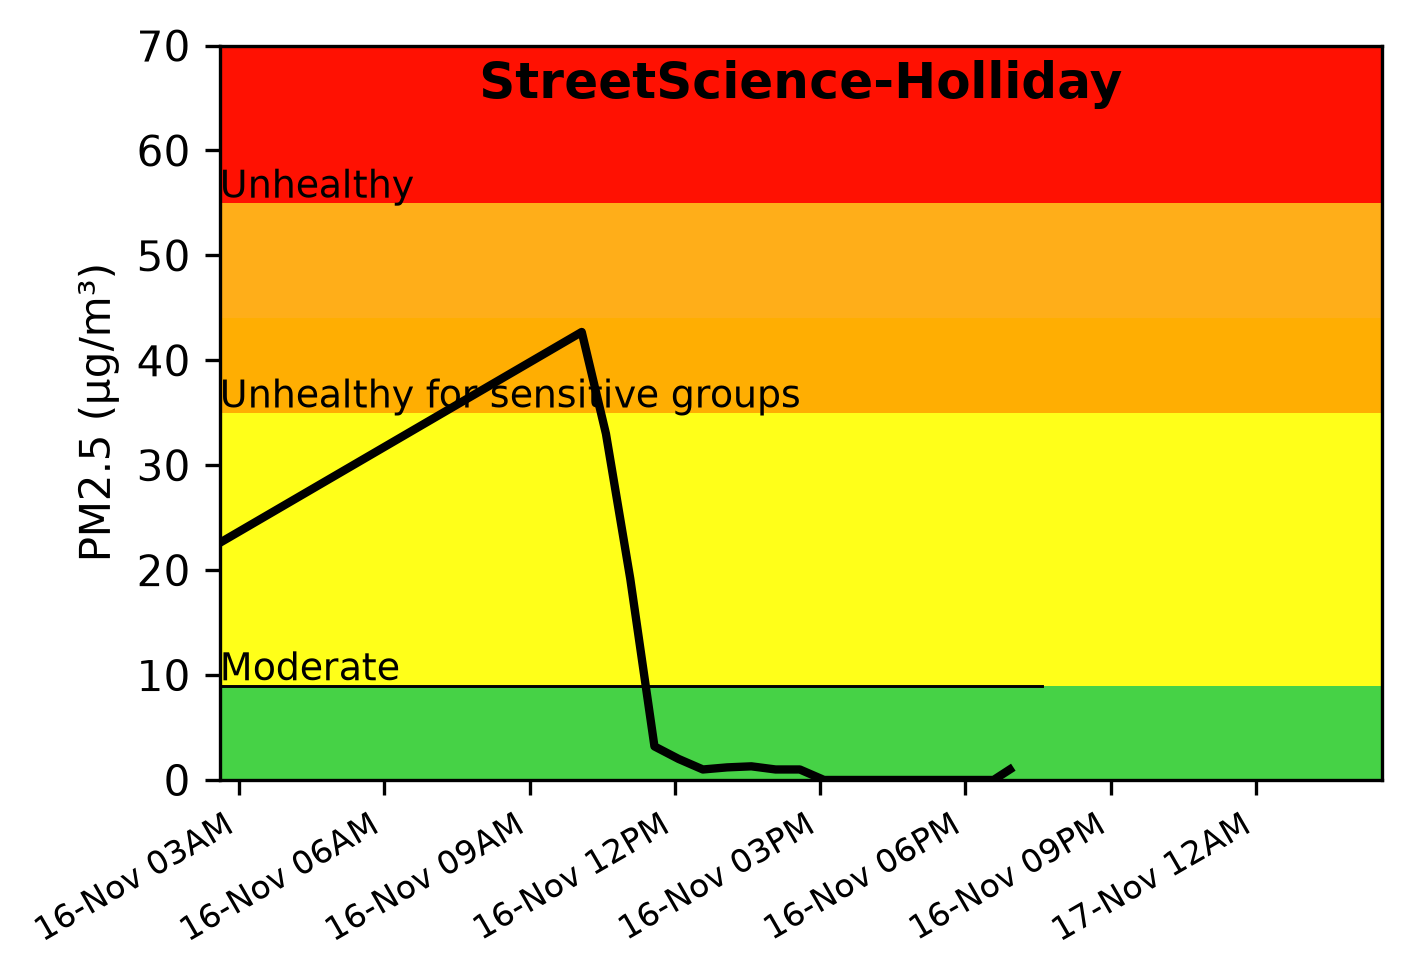 StreetScience-Holliday
PM2.5 (µg/m³)
70
60
50
40
30
20
10
0
Unhealthy
Unhealthy for sensitive groups
Moderate
16-Nov 03AM
16-Nov 06AM
16-Nov 09AM
16-Nov 12PM
16-Nov 03PM
16-Nov 06PM
16-Nov 09PM
17-Nov 12AM